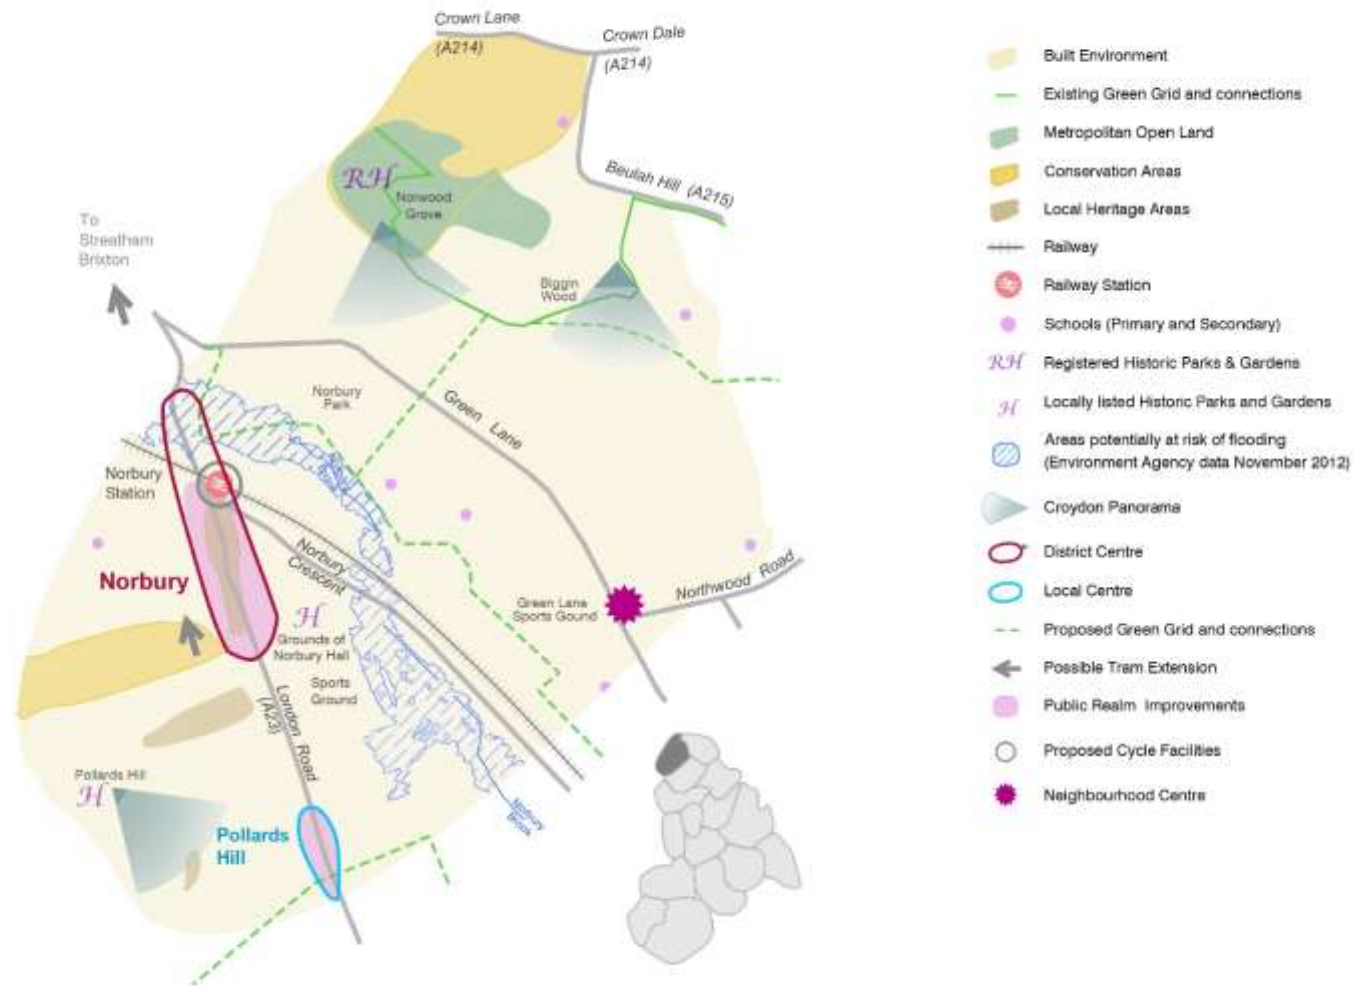 Crown Lane
(A214)
Crown Dale
(A214)
Beulah Hill (A215)
RH
Norwood
Grove
To
Streatham
Brixton
Biggin
Wood
Norbury
Park
Green Lane
Norbury
Station
Norbury
Crescent
Norbury
Green Lane
Sports Gound
Northwood Road
H
Grounds of
Norbury Hall
Sports
Ground
London Road
(A23)
Pollards Hill
H
Pollards
Hill
Norbury
Brook
Built Environment
Existing Green Grid and connections
Metropolitan Open Land
Conservation Areas
Local Heritage Areas
Railway
Railway Station
Schools (Primary and Secondary)
RH Registered Historic Parks & Gardens
H Locally listed Historic Parks and Gardens
Areas potentially at risk of flooding
(Environment Agency data November 2012)
Croydon Panorama
District Centre
Local Centre
Proposed Green Grid and connections
Possible Tram Extension
Public Realm Improvements
Proposed Cycle Facilities
Neighbourhood Centre